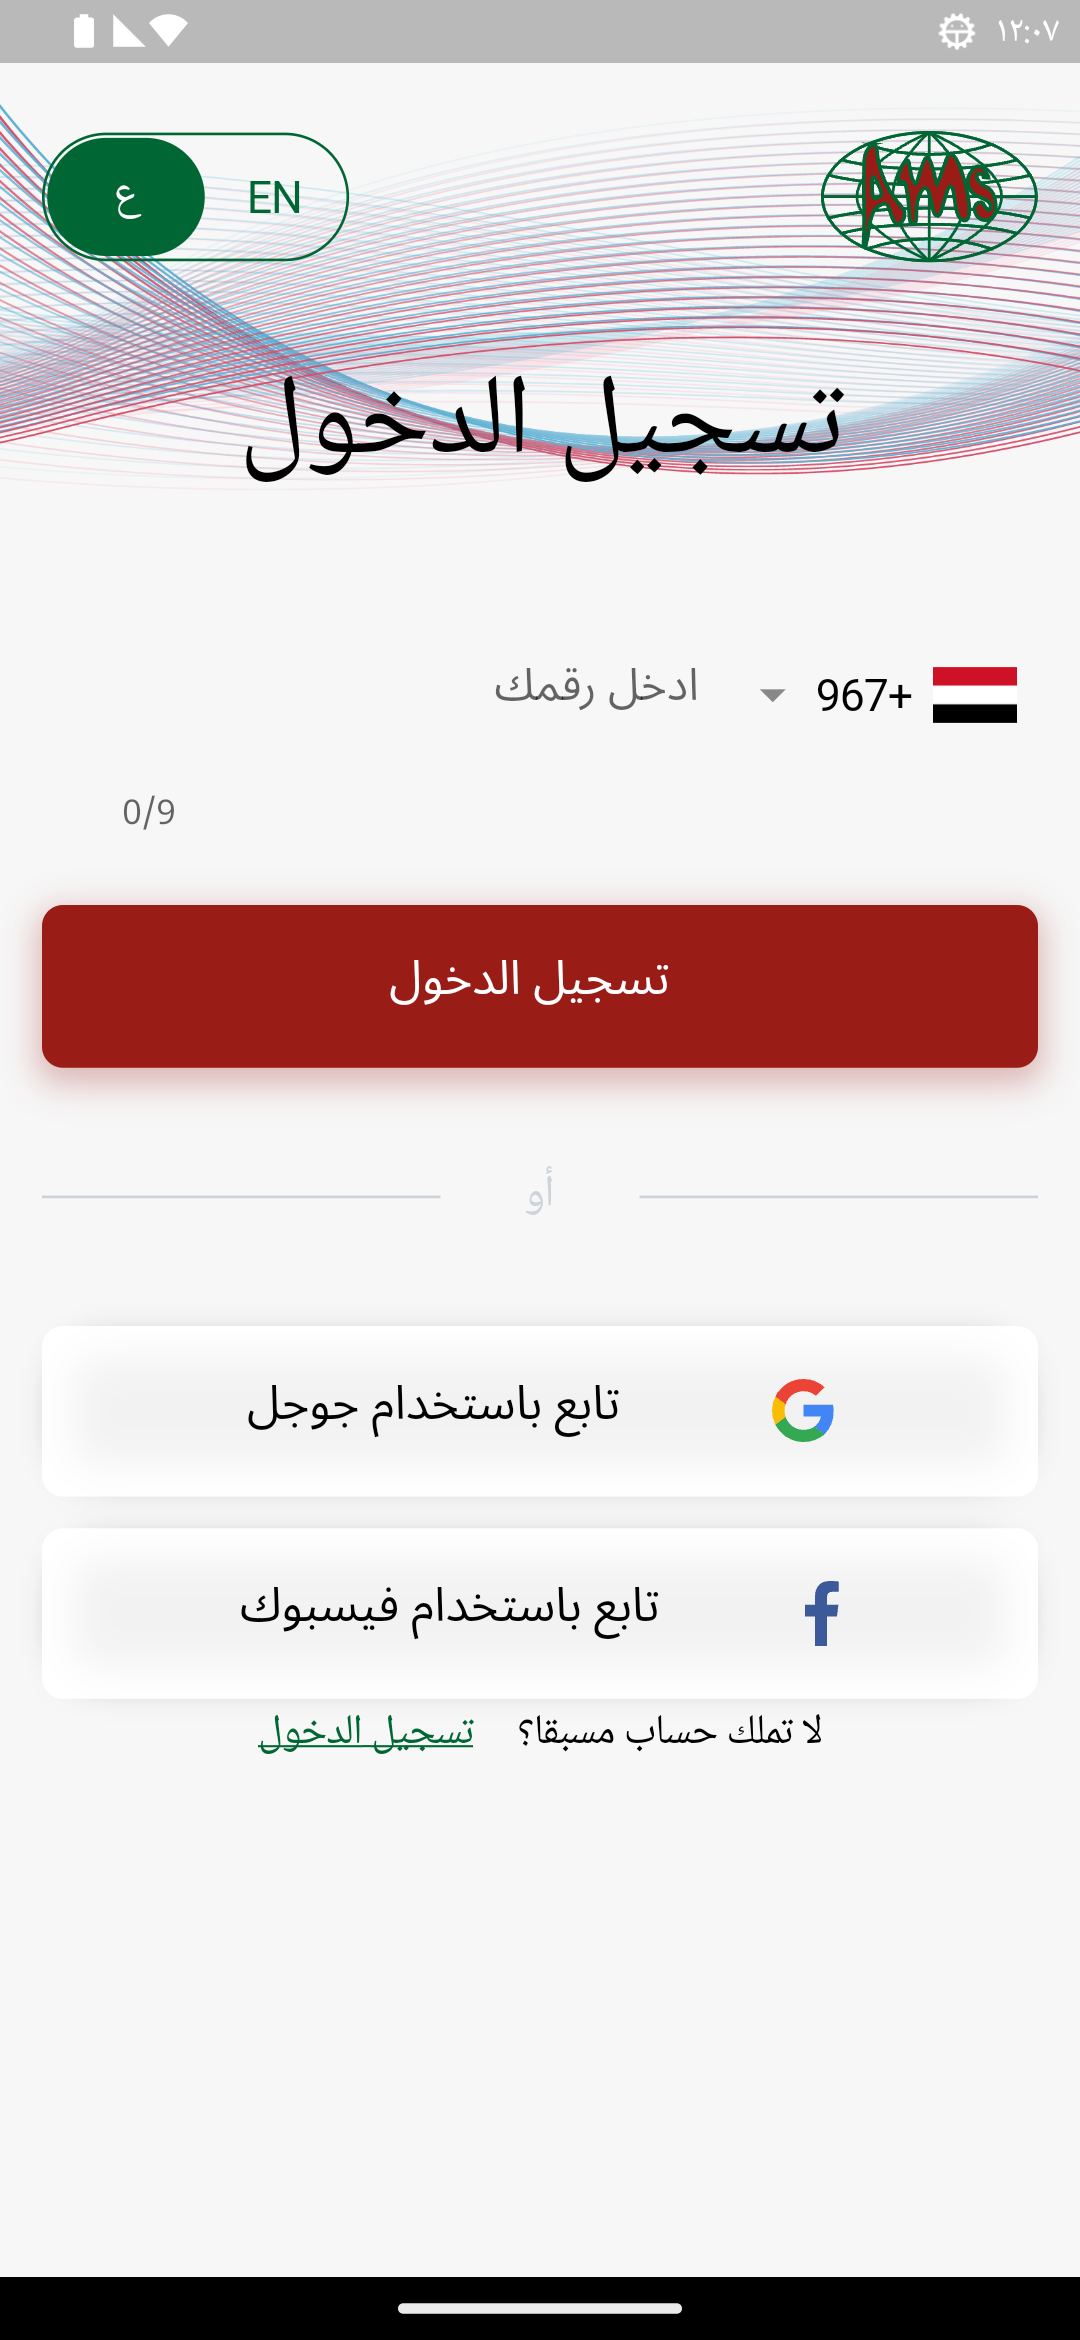 ١٢:٠٧
ع EN
AMS
تسجيل الدخول
967+ ادخل رقمك
0/9
تسجيل الدخول
أو
تابع باستخدام جوجل
تابع باستخدام فيسبوك
لا تملك حساب مسبقا؟ تسجيل الدخول